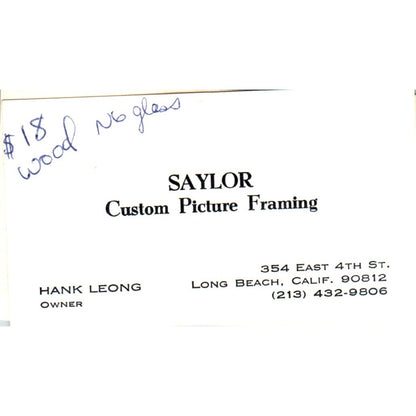 $18 No glass
wood
SAYLOR
Custom Picture Framing
354 EAST 4TH ST.
HANK LEONG LONG BEACH, CALIF. 90812
OWNER (213) 432-9806